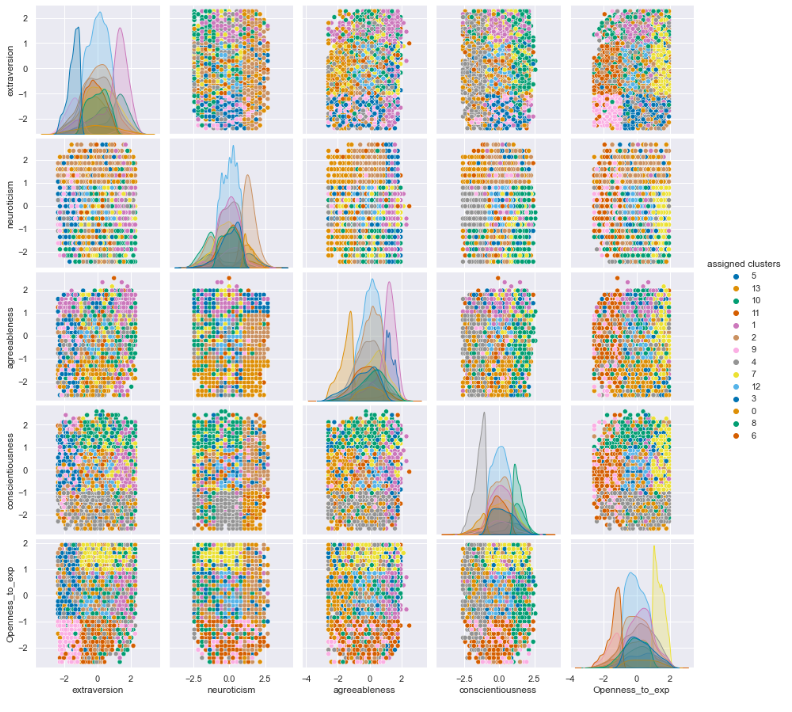 extraversion
2
1
0
−1
−2
neuroticism
2
1
0
−1
−2
agreeableness
2
1
0
−1
−2
conscientiousness
2
1
0
−1
−2
Openness_to_exp
2
1
0
−1
−2
−2 0 2
extraversion
−2.5 0.0 2.5
neuroticism
−4 −2 0 2
agreeableness
−2.5 0.0 2.5
conscientiousness
−4 −2 0 2
Openness_to_exp
assigned clusters
5
13
10
11
1
2
9
4
7
12
3
0
8
6